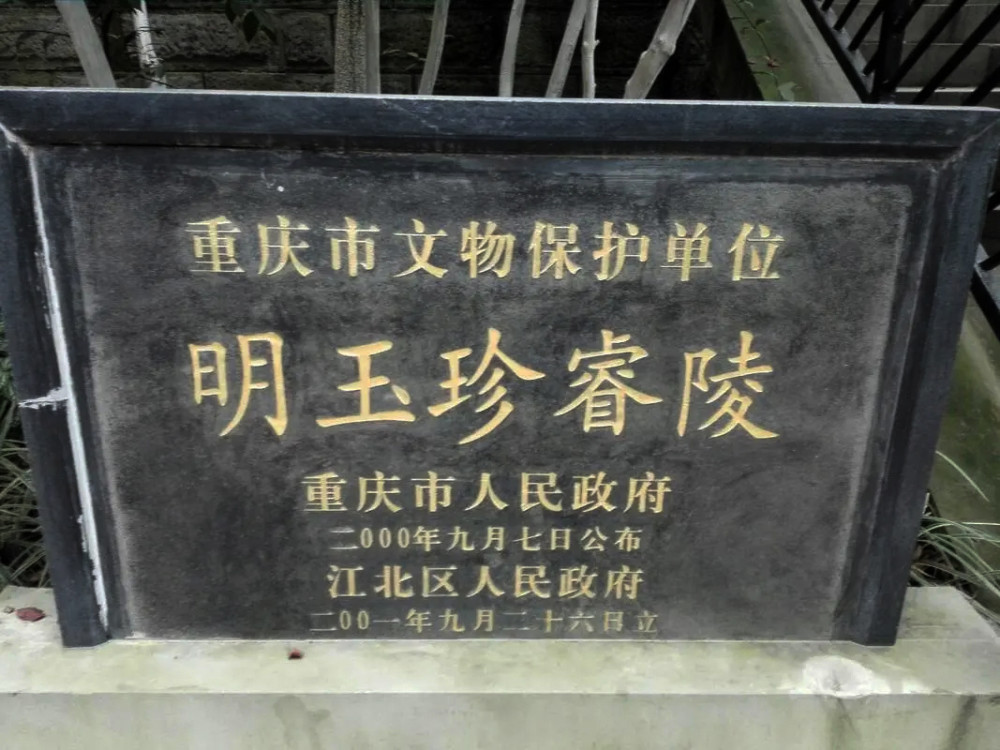 重庆市文物保护单位
明玉珍睿陵
重庆市人民政府
二000年九月七日公布
江北区人民政府
二00一年九月二十六日立